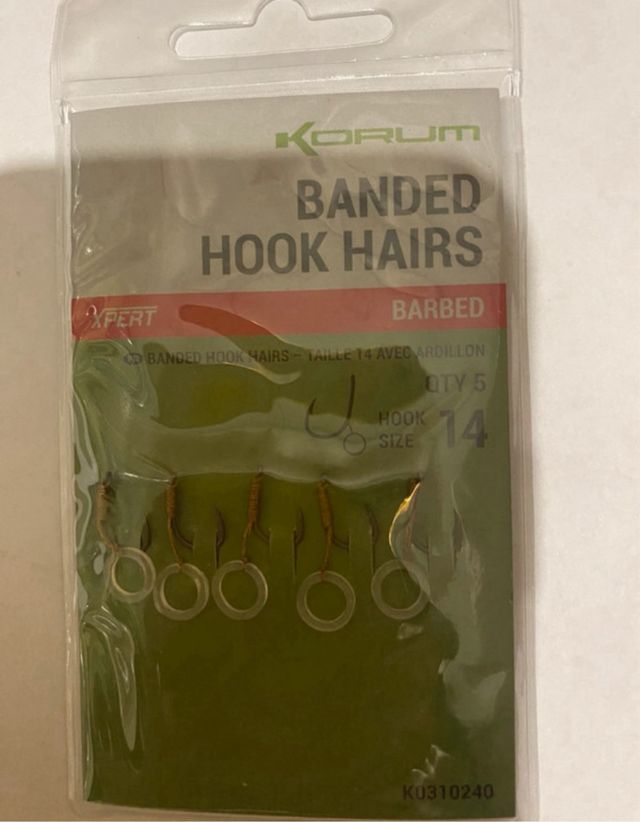 KORUM
BANDED
HOOK HAIRS
XPERT
BARBED
BANDED HOOK HAIRS – TAILLE 14 AVEC ARDILLON
QTY 5
HOOK SIZE 14
K0310240